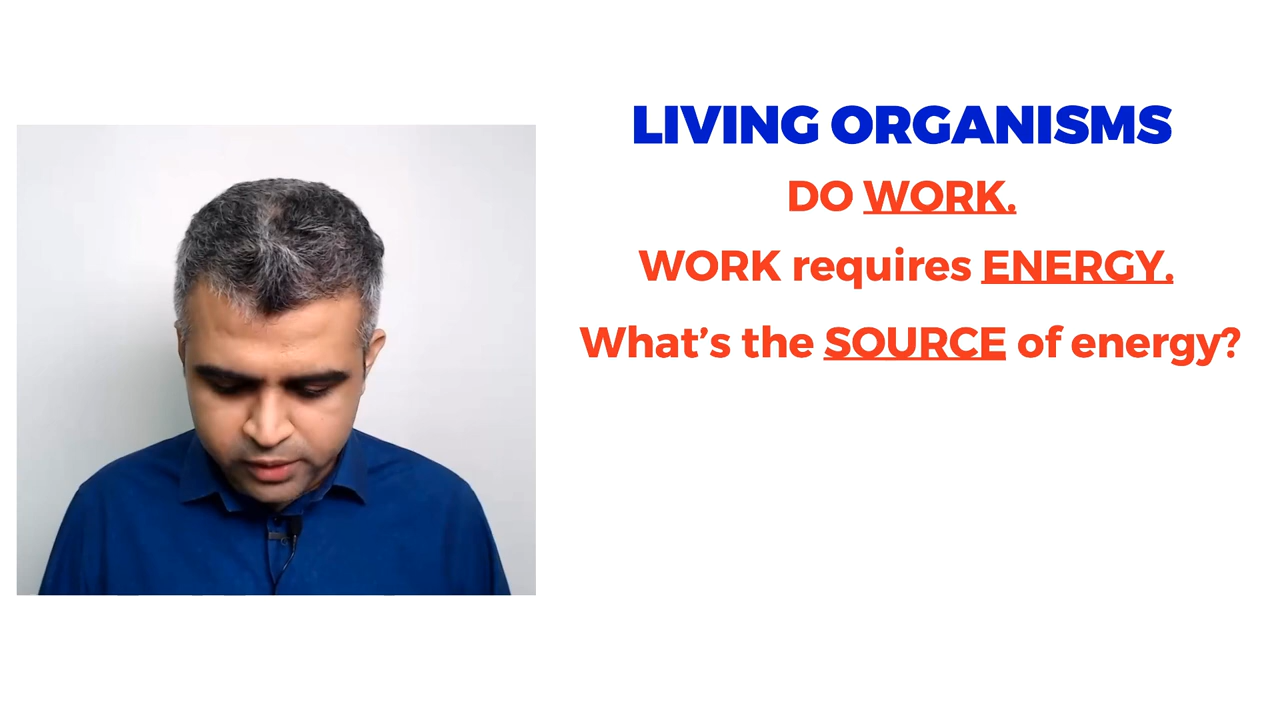 LIVING ORGANISMS
DO WORK.
WORK requires ENERGY.
What’s the SOURCE of energy?